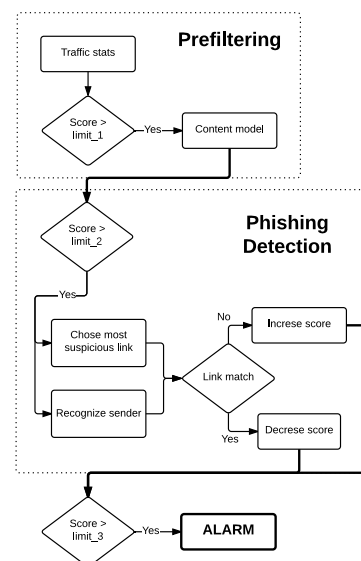 Prefiltering
Traffic stats
Score >
limit_1
Yes
Content model
Score >
limit_2
Phishing
Detection
Yes
Chose most
suspicious link
Recognize sender
Link match
No
Increse score
Yes
Decrese score
Score >
limit_3
Yes
ALARM